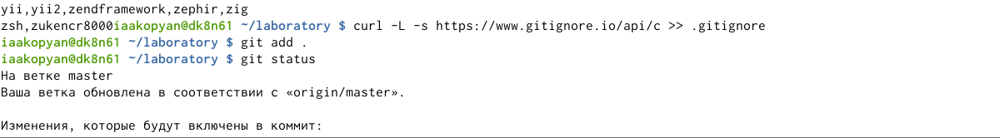 yii,yii2,zendframework,zephir,zig
zsh,zukencr8000iaakopyan@dk8n61 ~/laboratory $ curl -L -s https://www.gitignore.io/api/c >> .gitignore
iaakopyan@dk8n61 ~/laboratory $ git add .
iaakopyan@dk8n61 ~/laboratory $ git status
На ветке master
Ваша ветка обновлена в соответствии с «origin/master».
Изменения, которые будут включены в коммит: